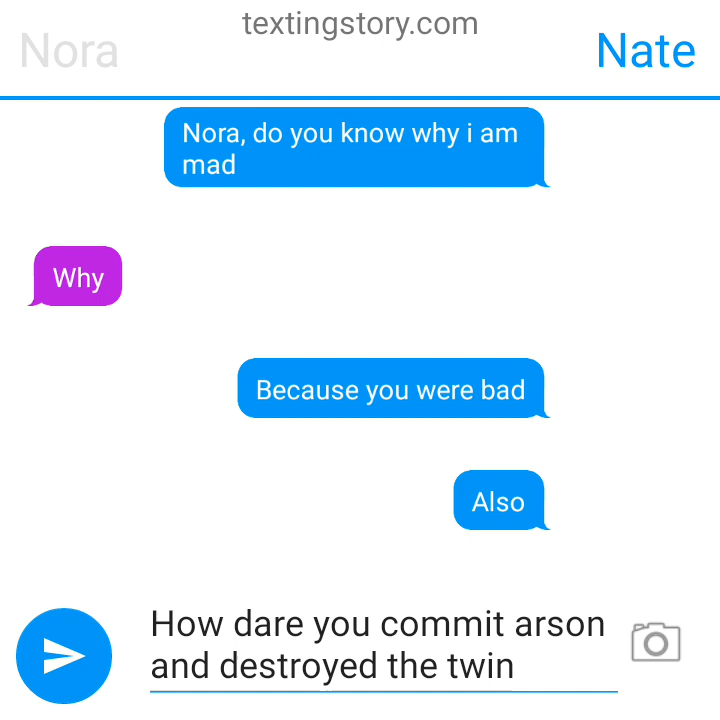 textingstory.com
Nora
Nate
Nora, do you know why i am
mad
Why
Because you were bad
Also
How dare you commit arson
and destroyed the twin